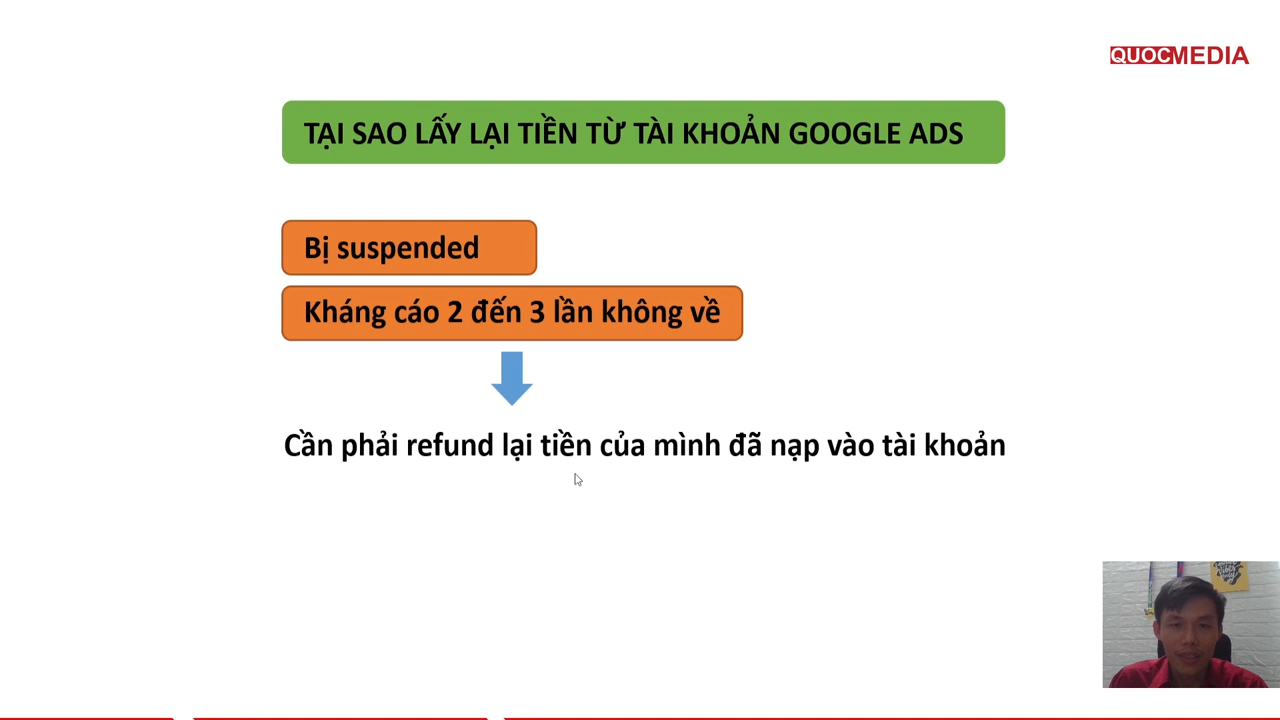 QUOCMEDIA
TẠI SAO LẤY LẠI TIỀN TỪ TÀI KHOẢN GOOGLE ADS
Bị suspended
Kháng cáo 2 đến 3 lần không về
Cần phải refund lại tiền của mình đã nạp vào tài khoản